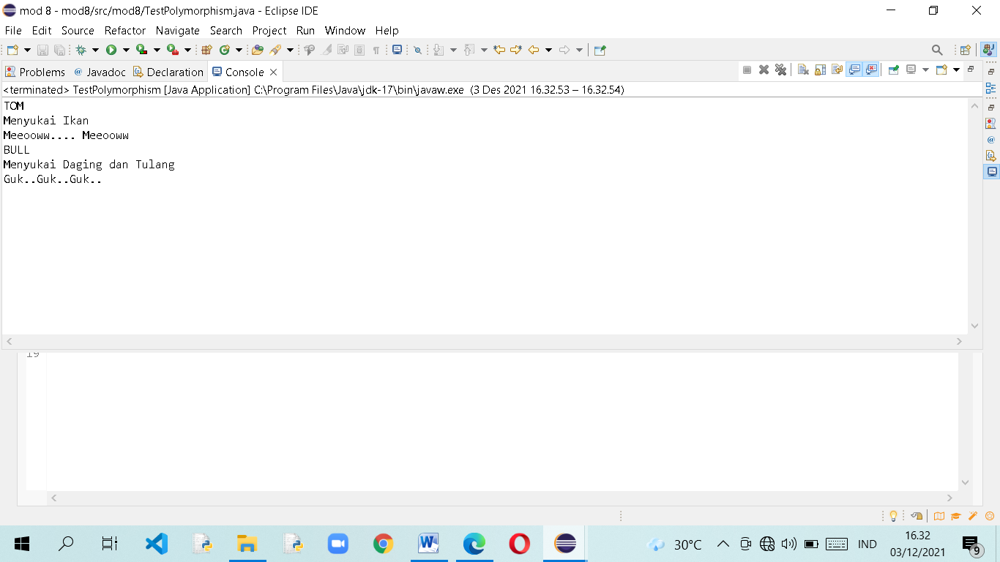 mod 8 - mod8/src/mod8/TestPolymorphism.java - Eclipse IDE
File Edit Source Refactor Navigate Search Project Run Window Help
Problems @ Javadoc Declaration Console
<terminated> TestPolymorphism [Java Application] C:\Program Files\Java\jdk-17\bin\javaw.exe (3 Des 2021 16.32.53 – 16.32.54)
TOM
Menyukai Ikan
Meeooww.... Meeooww
BULL
Menyukai Daging dan Tulang
Guk..Guk..Guk..
19
30°C IND 16.32
03/12/2021
9